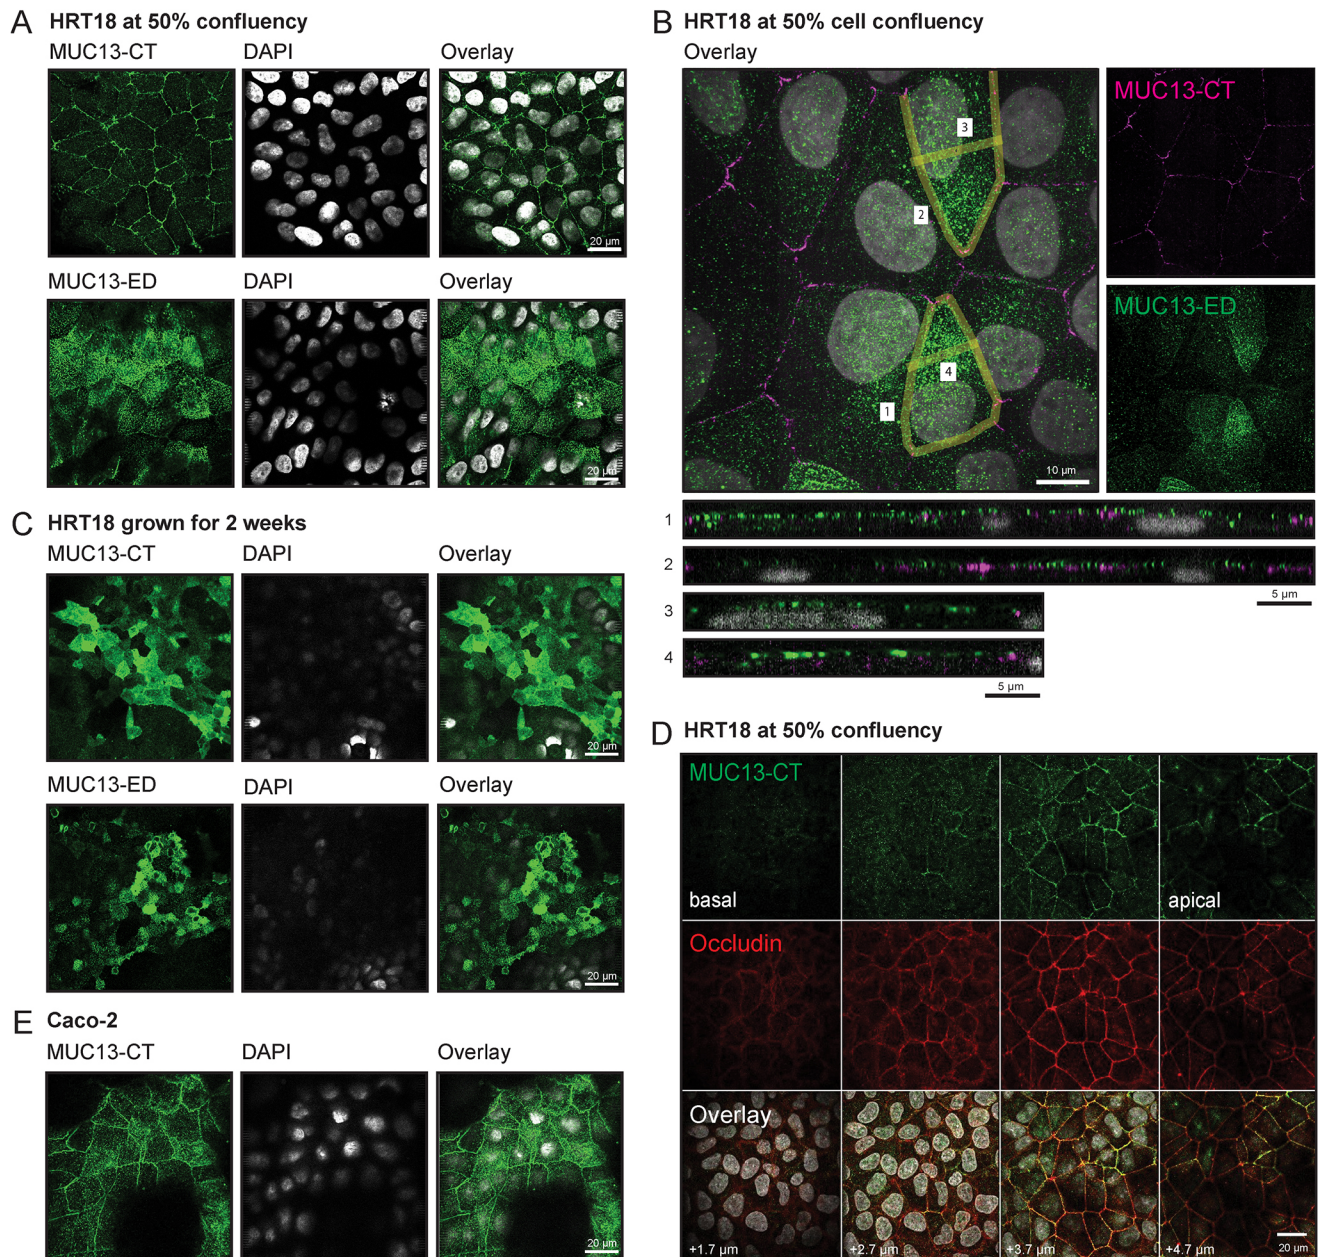 A HRT18 at 50% confluency
MUC13-CT DAPI Overlay
20 µm
MUC13-ED DAPI Overlay
20 µm
B HRT18 at 50% cell confluency
Overlay
MUC13-CT
MUC13-ED
3
2
4
1
10 µm
1
2
5 µm
3
4
5 µm
C HRT18 grown for 2 weeks
MUC13-CT DAPI Overlay
20 µm
MUC13-ED DAPI Overlay
20 µm
D HRT18 at 50% confluency
MUC13-CT
basal apical
Occludin
Overlay
+1.7 µm +2.7 µm +3.7 µm +4.7 µm
20 µm
E Caco-2
MUC13-CT DAPI Overlay
20 µm